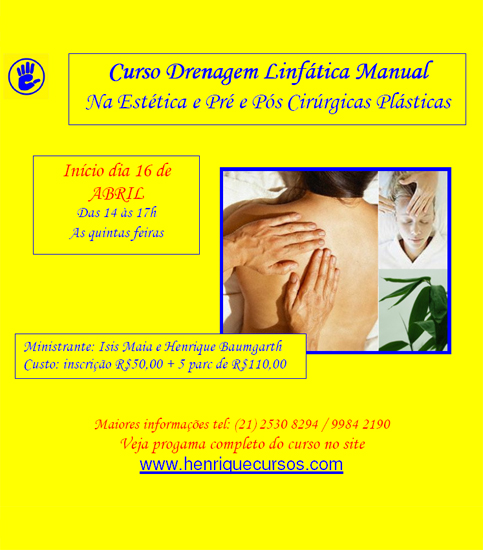 Curso Drenagem Linfática Manual
Na Estética e Pré e Pós Cirúrgicas Plásticas
Início dia 16 de
ABRIL
Das 14 às 17h
As quintas feiras
Ministrante: Isis Maia e Henrique Baumgarth
Custo: inscrição R$50,00 + 5 parc de R$110,00
Maiores informações tel: (21) 2530 8294 / 9984 2190
Veja progama completo do curso no site
www.henriquecursos.com